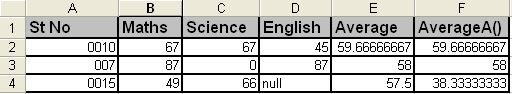 A B C D E F
1 St No Maths Science English Average AverageA()
2 0010 67 67 45 59.66666667 59.66666667
3 007 87 0 87 58 58
4 0015 49 66 null 57.5 38.33333333